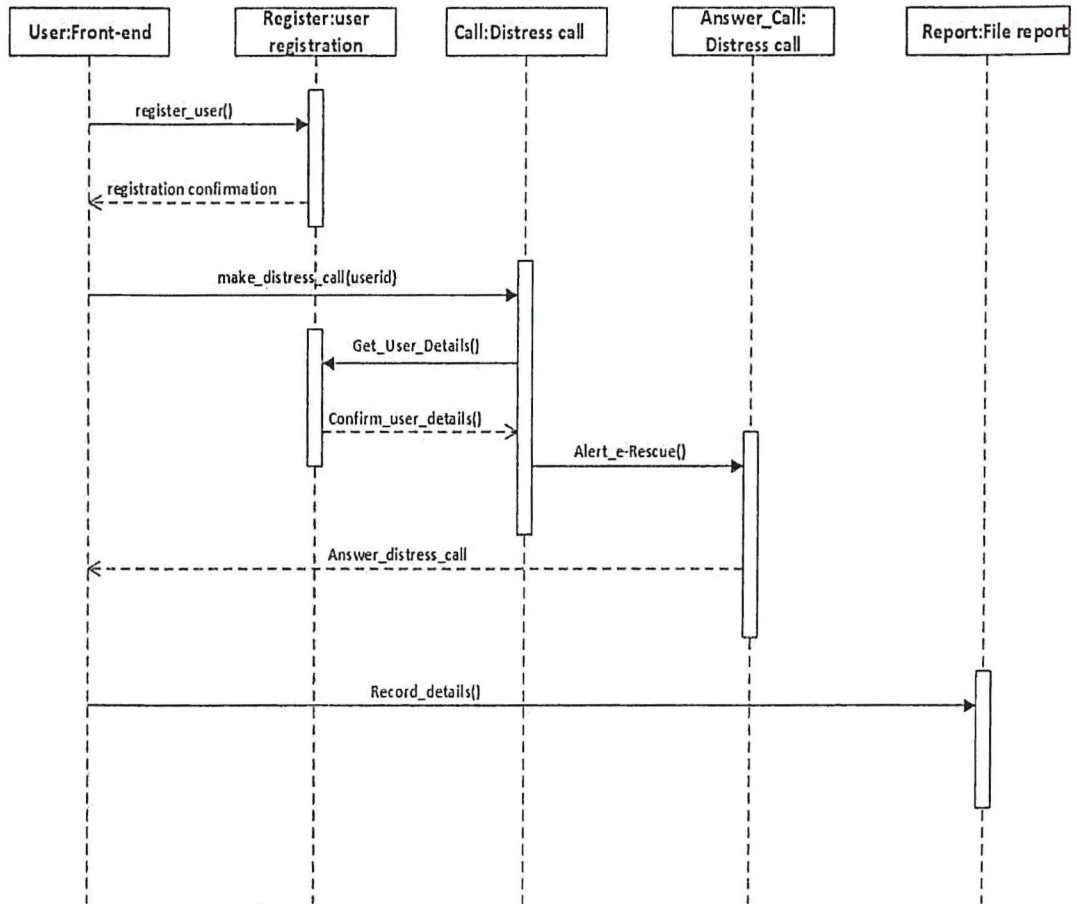 User:Front-end
Register:user
registration
Call:Distress call
Answer_Call:
Distress call
Report:File report
register_user()
registration confirmation
make_distress_call(userid)
Get_User_Details()
Confirm_user_details()
Alert_e-Rescue()
Answer_distress_call
Record_details()